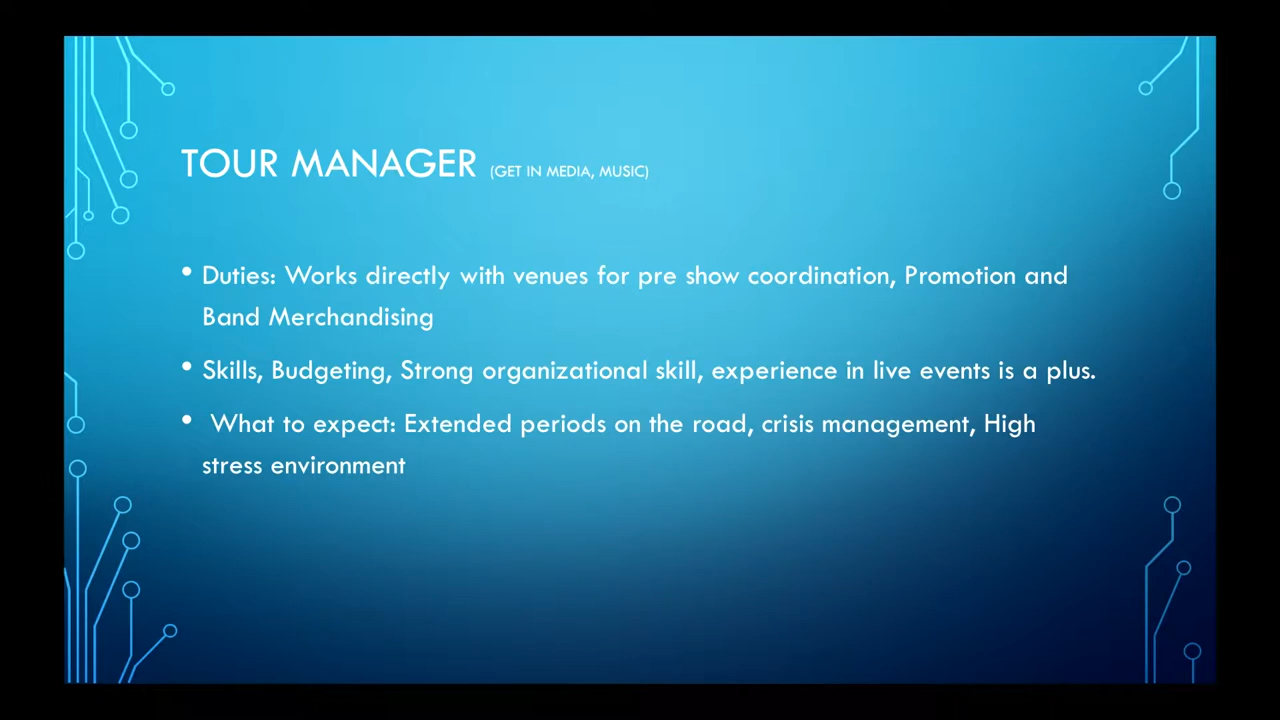 TOUR MANAGER (GET IN MEDIA, MUSIC)
• Duties: Works directly with venues for pre show coordination, Promotion and
Band Merchandising
• Skills, Budgeting, Strong organizational skill, experience in live events is a plus.
• What to expect: Extended periods on the road, crisis management, High
stress environment